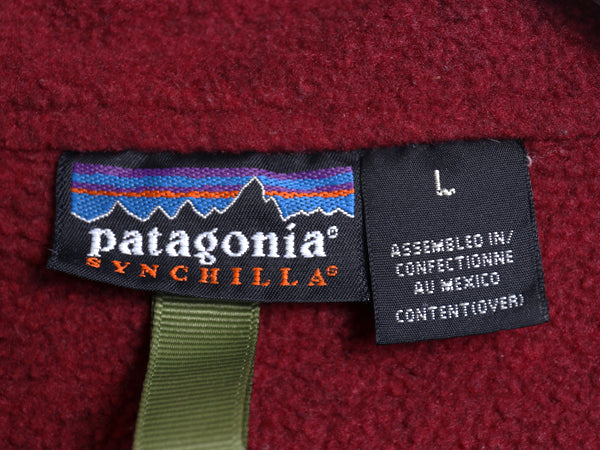 patagonia®
SYNCHILLA®
L
ASSEMBLED IN/
CONFECTIONNE
AU MEXICO
CONTENT(OVER)